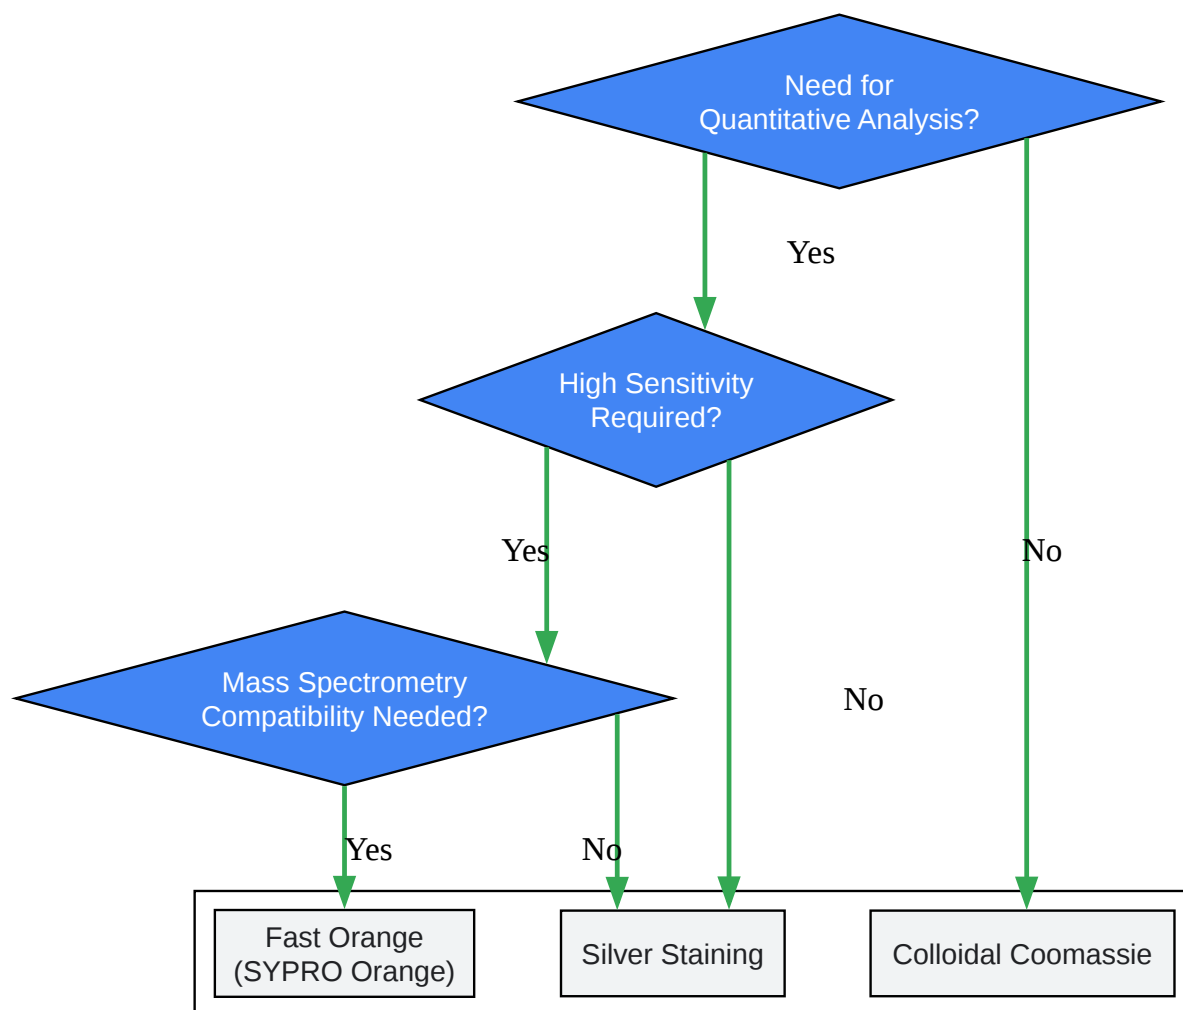 Need for
Quantitative Analysis?
Yes
High Sensitivity
Required?
Yes
No
Mass Spectrometry
Compatibility Needed?
No
Yes
No
Fast Orange
(SYPRO Orange)
Silver Staining
Colloidal Coomassie